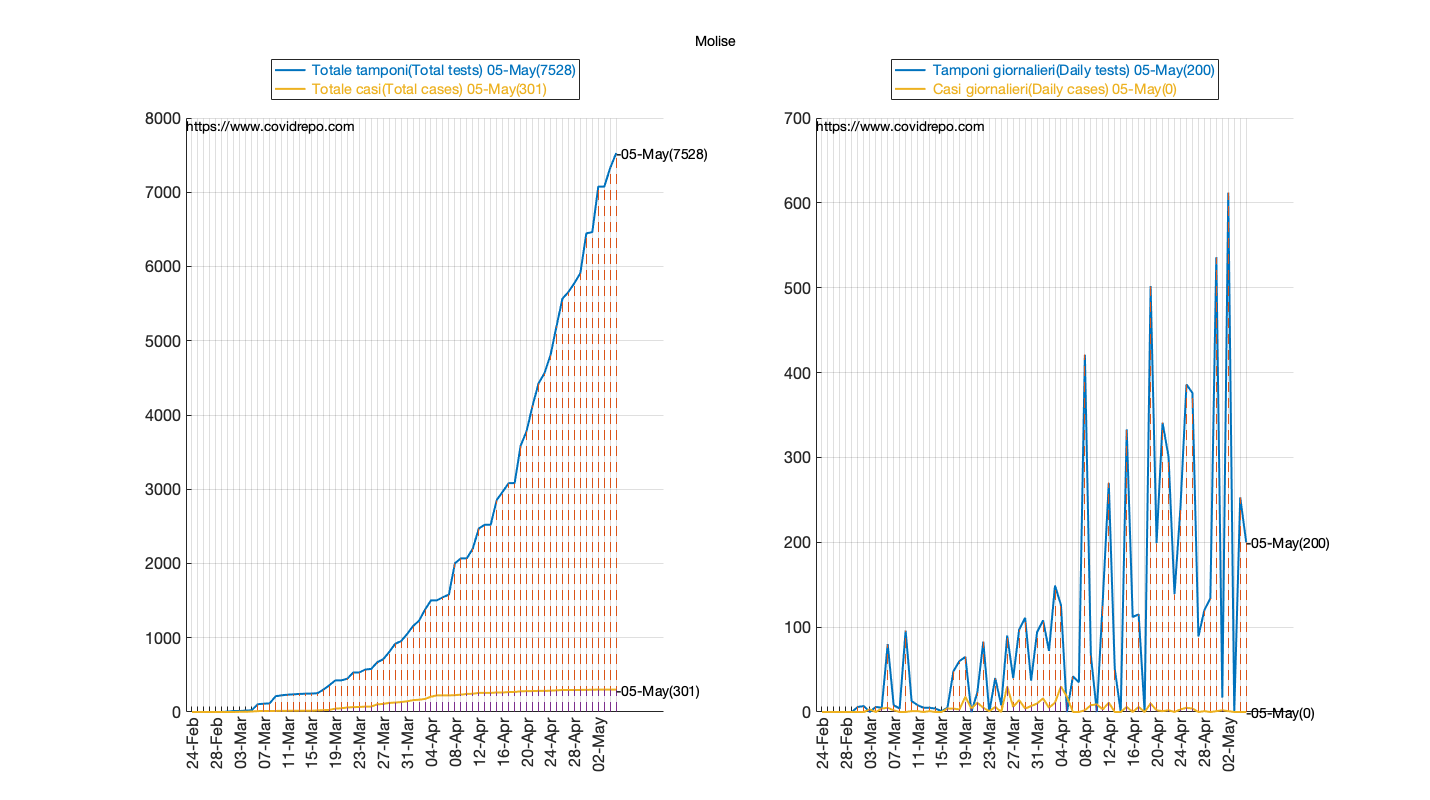 Molise
Totale tamponi(Total tests) 05-May(7528)
Totale casi(Total cases) 05-May(301)
https://www.covidrepo.com
8000
7000
6000
5000
4000
3000
2000
1000
0
05-May(7528)
05-May(301)
24-Feb
28-Feb
03-Mar
07-Mar
11-Mar
15-Mar
19-Mar
23-Mar
27-Mar
31-Mar
04-Apr
08-Apr
12-Apr
16-Apr
20-Apr
24-Apr
28-Apr
02-May
Tamponi giornalieri(Daily tests) 05-May(200)
Casi giornalieri(Daily cases) 05-May(0)
https://www.covidrepo.com
700
600
500
400
300
200
100
0
05-May(200)
05-May(0)
24-Feb
28-Feb
03-Mar
07-Mar
11-Mar
15-Mar
19-Mar
23-Mar
27-Mar
31-Mar
04-Apr
08-Apr
12-Apr
16-Apr
20-Apr
24-Apr
28-Apr
02-May